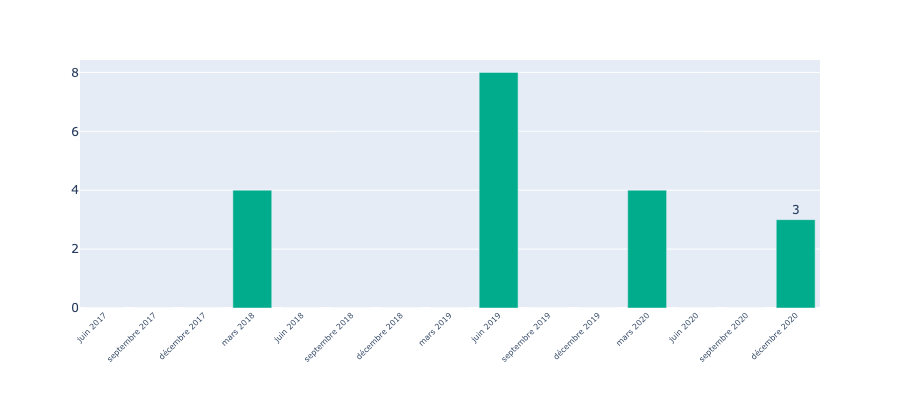 8
6
4
2
0
3
juin 2017
septembre 2017
décembre 2017
mars 2018
juin 2018
septembre 2018
décembre 2018
mars 2019
juin 2019
septembre 2019
décembre 2019
mars 2020
juin 2020
septembre 2020
décembre 2020